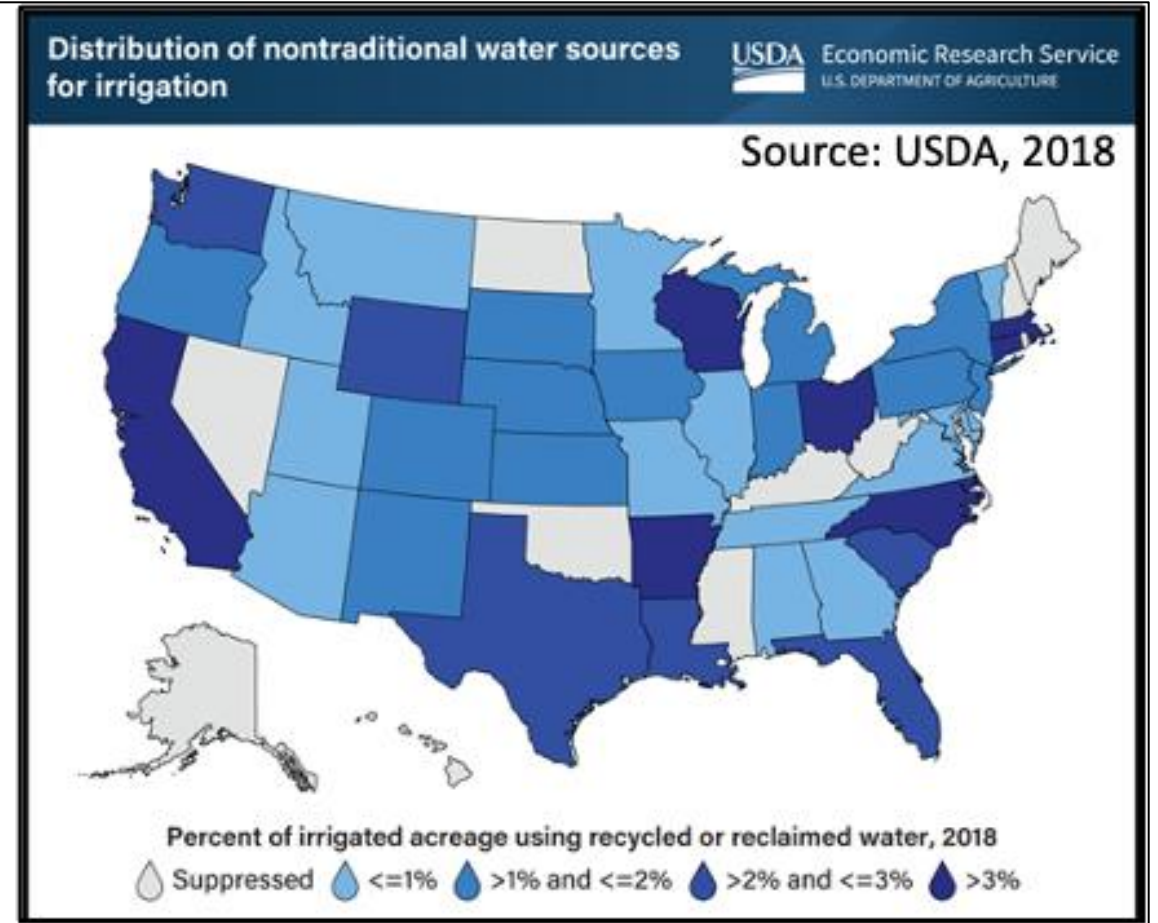 Distribution of nontraditional water sources
for irrigation
USDA Economic Research Service
U.S. DEPARTMENT OF AGRICULTURE
Source: USDA, 2018
Percent of irrigated acreage using recycled or reclaimed water, 2018
Suppressed <=1% >1% and <=2% >2% and <=3% >3%